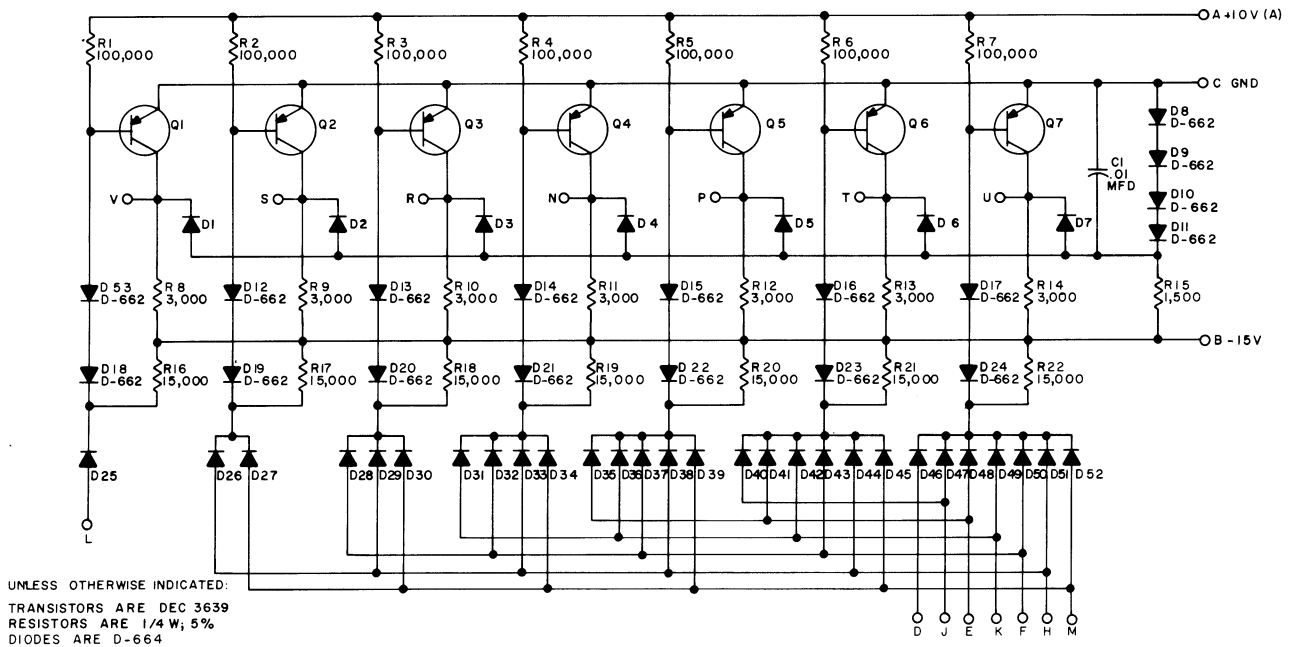 A +10V (A)
R1 100,000
R2 100,000
R3 100,000
R4 100,000
R5 100,000
R6 100,000
R7 100,000
C GND
Q1
Q2
Q3
Q4
Q5
Q6
Q7
C1 .01 MFD
D8 D-662
D9 D-662
D10 D-662
D11 D-662
V
S
R
N
P
T
U
D1
D2
D3
D4
D5
D6
D7
D53 D-662
R8 3,000
D12 D-662
R9 3,000
D13 D-662
R10 3,000
D14 D-662
R11 3,000
D15 D-662
R12 3,000
D16 D-662
R13 3,000
D17 D-662
R14 3,000
R15 1,500
B -15V
D18 D-662
R16 15,000
D19 D-662
R17 15,000
D20 D-662
R18 15,000
D21 D-662
R19 15,000
D22 D-662
R20 15,000
D23 D-662
R21 15,000
D24 D-662
R22 15,000
D25
D26
D27
D28
D29
D30
D31
D32
D33
D34
D35
D36
D37
D38
D39
D40
D41
D42
D43
D44
D45
D46
D47
D48
D49
D50
D51
D52
L
D
J
E
K
F
H
M
UNLESS OTHERWISE INDICATED:
TRANSISTORS ARE DEC 3639
RESISTORS ARE 1/4 W; 5%
DIODES ARE D-664